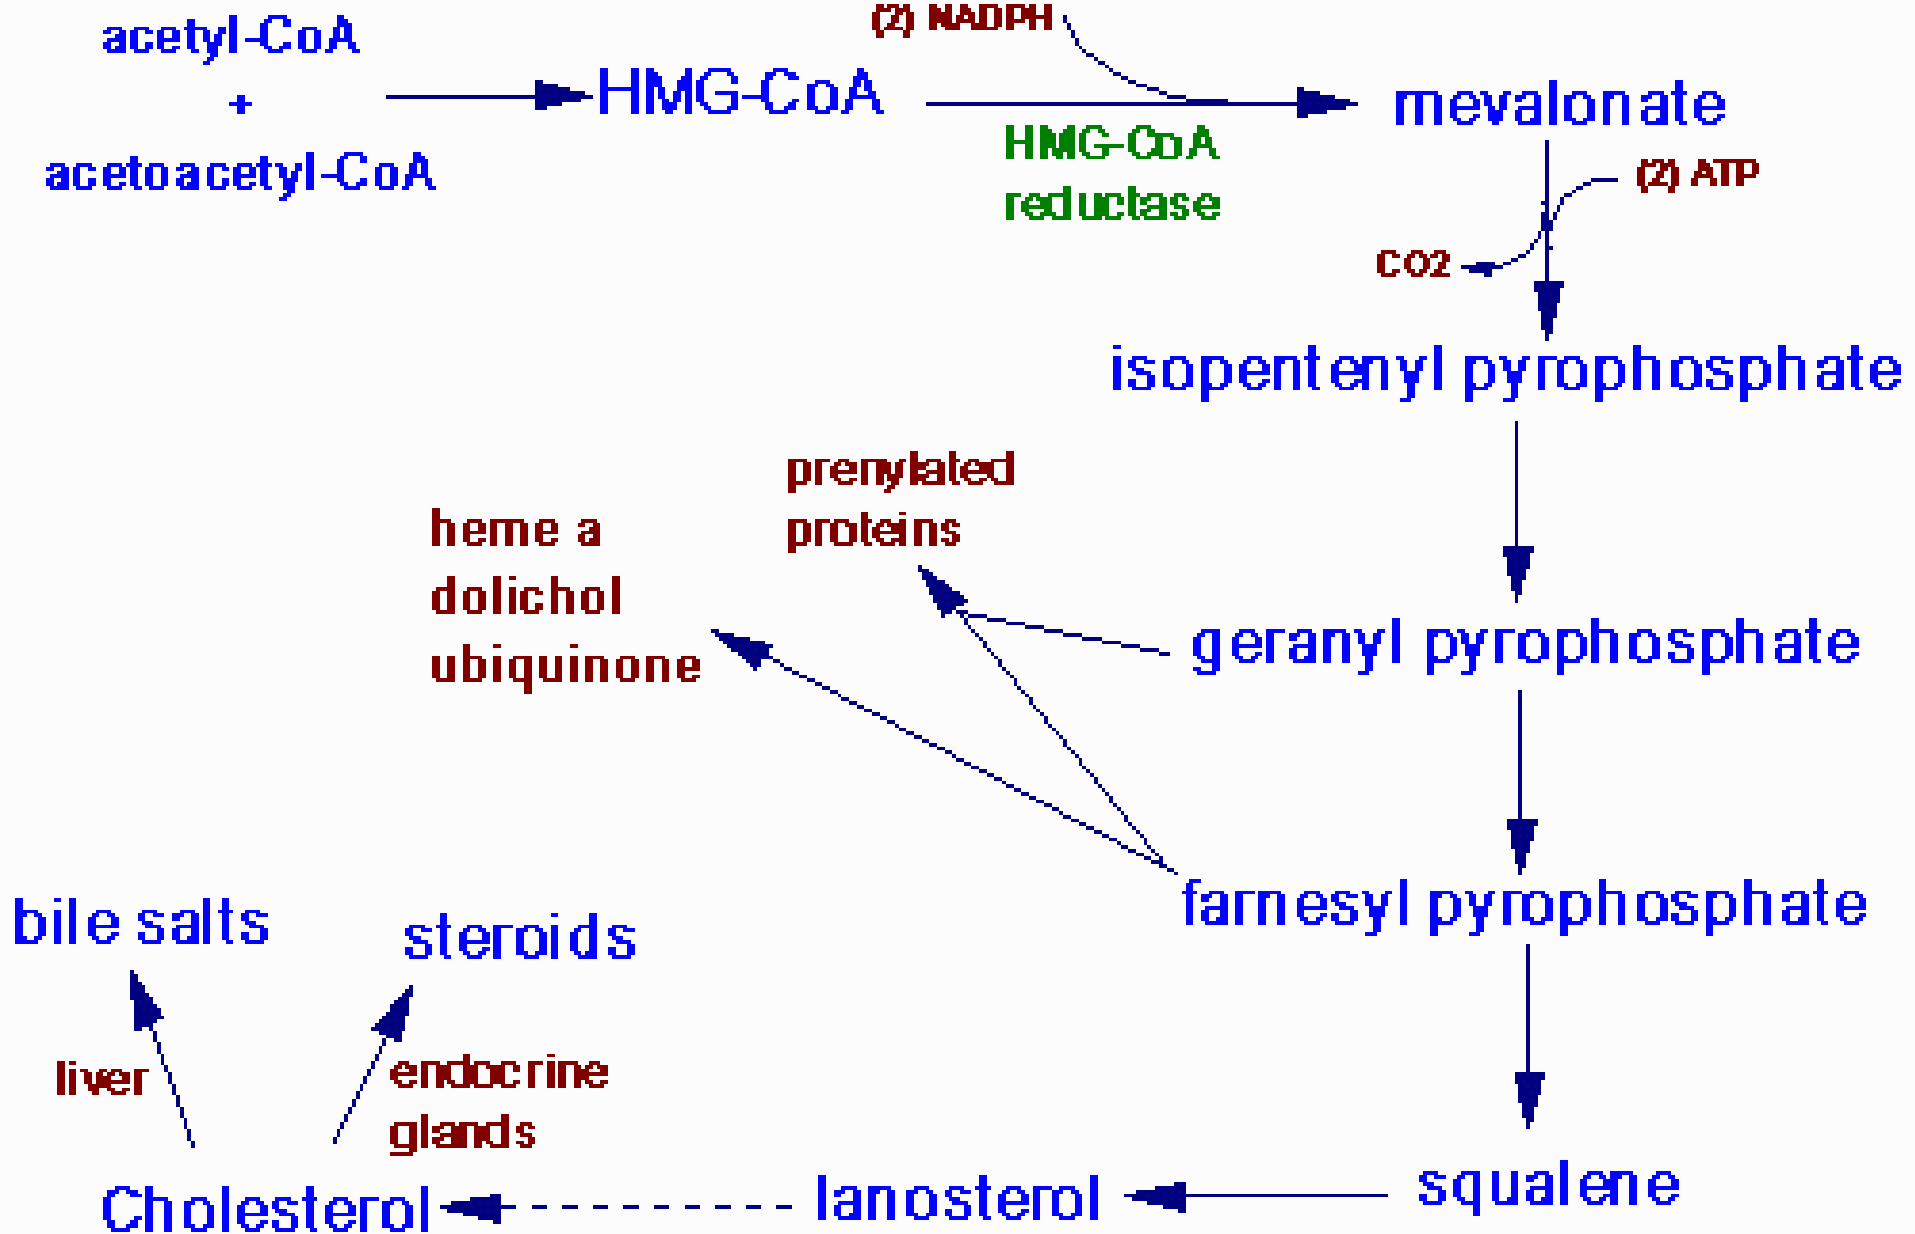 acetyl-CoA
+
acetoacetyl-CoA
HMG-CoA
(2) NADPH
HMG-CoA
reductase
mevalonate
(2) ATP
CO2
isopentenyl pyrophosphate
prenylated
proteins
heme a
dolichol
ubiquinone
geranyl pyrophosphate
farnesyl pyrophosphate
bile salts
steroids
liver
endocrine
glands
Cholesterol
lanosterol
squalene